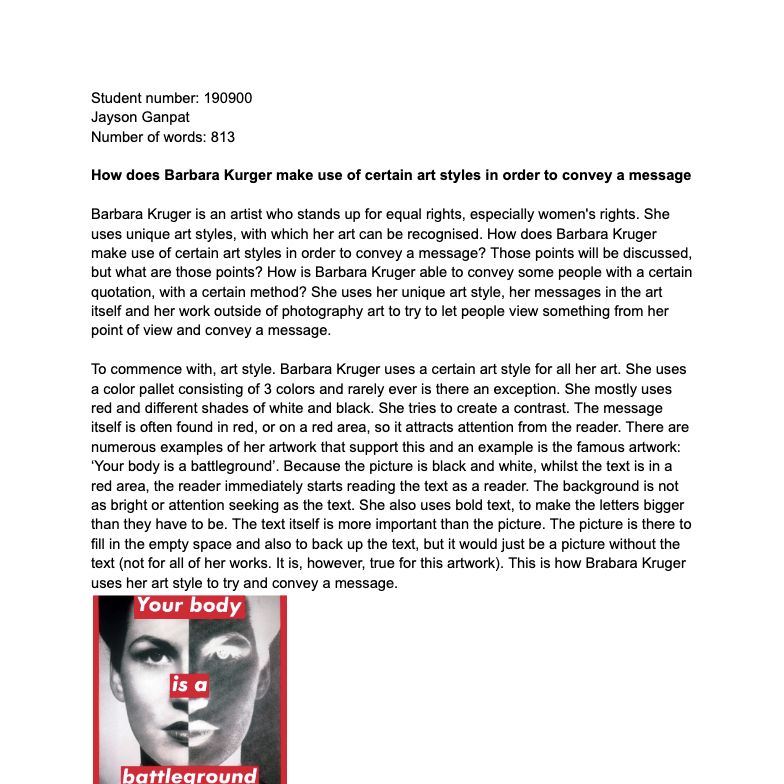 Student number: 190900
Jayson Ganpat
Number of words: 813
How does Barbara Kurger make use of certain art styles in order to convey a message
Barbara Kruger is an artist who stands up for equal rights, especially women's rights. She
uses unique art styles, with which her art can be recognised. How does Barbara Kruger
make use of certain art styles in order to convey a message? Those points will be discussed,
but what are those points? How is Barbara Kruger able to convey some people with a certain
quotation, with a certain method? She uses her unique art style, her messages in the art
itself and her work outside of photography art to try to let people view something from her
point of view and convey a message.
To commence with, art style. Barbara Kruger uses a certain art style for all her art. She uses
a color pallet consisting of 3 colors and rarely ever is there an exception. She mostly uses
red and different shades of white and black. She tries to create a contrast. The message
itself is often found in red, or on a red area, so it attracts attention from the reader. There are
numerous examples of her artwork that support this and an example is the famous artwork:
‘Your body is a battleground’. Because the picture is black and white, whilst the text is in a
red area, the reader immediately starts reading the text as a reader. The background is not
as bright or attention seeking as the text. She also uses bold text, to make the letters bigger
than they have to be. The text itself is more important than the picture. The picture is there to
fill in the empty space and also to back up the text, but it would just be a picture without the
text (not for all of her works. It is, however, true for this artwork). This is how Brabara Kruger
uses her art style to try and convey a message.
Your body
is a
battleground